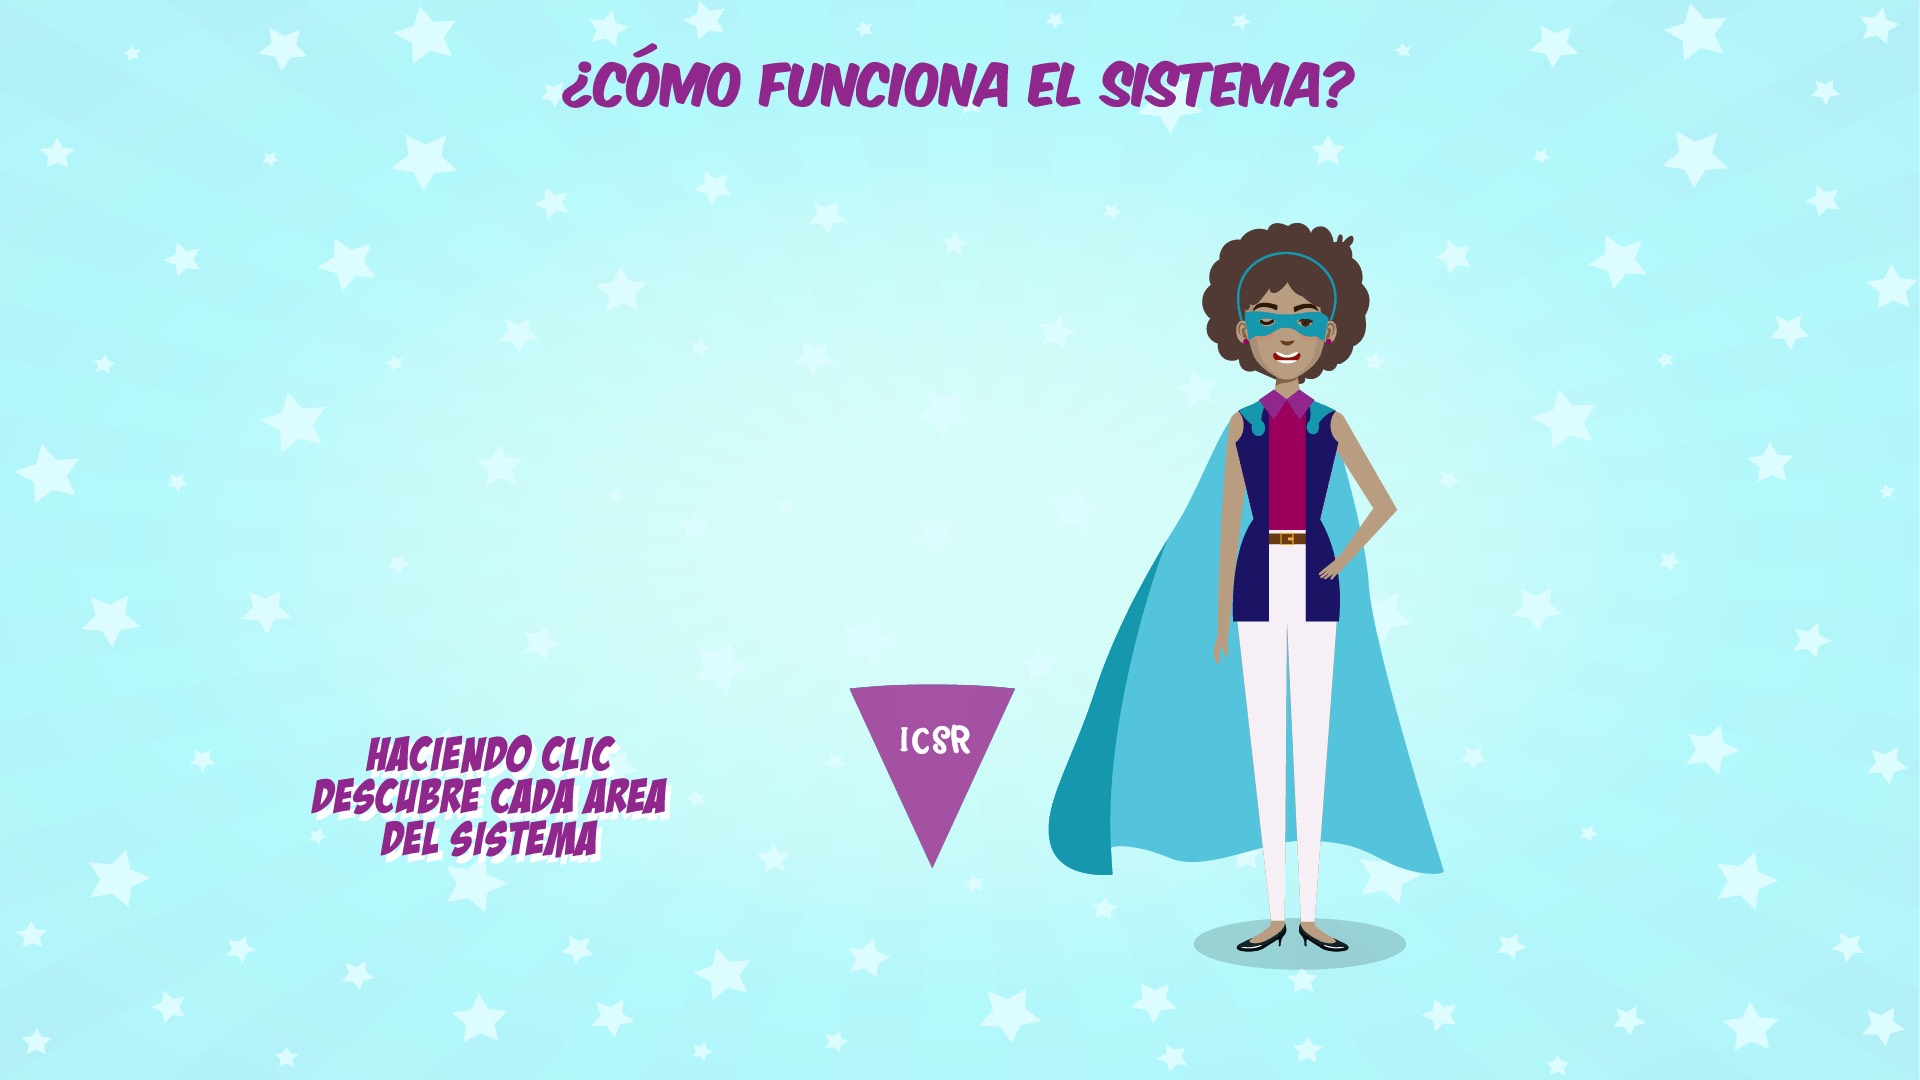 ¿CÓMO FUNCIONA EL SISTEMA?
ICSR
HACIENDO CLIC
DESCUBRE CADA AREA
DEL SISTEMA